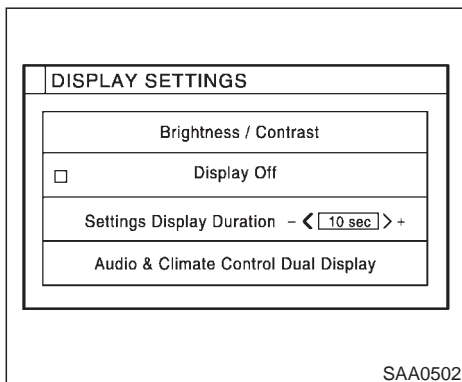 DISPLAY SETTINGS
Brightness / Contrast
Display Off
Settings Display Duration - < 10 sec > +
Audio & Climate Control Dual Display
SAA0502